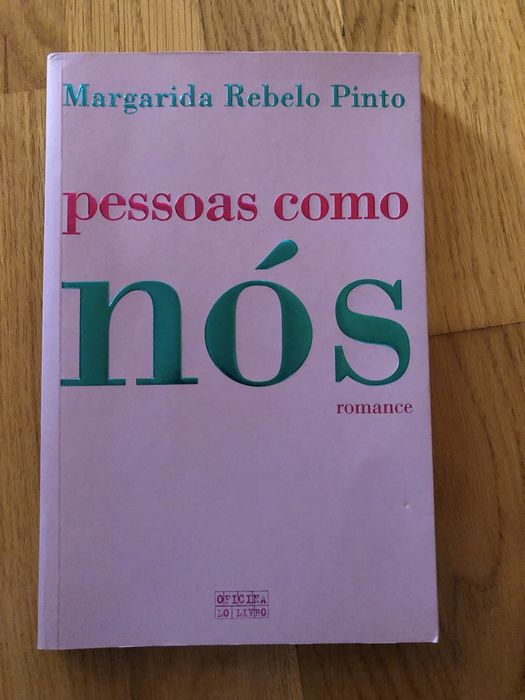 Margarida Rebelo Pinto
pessoas como
nós
romance
OFICINA
DO LIVRO